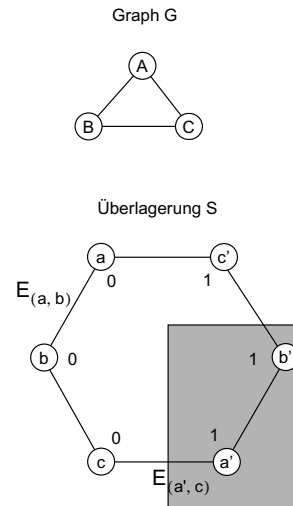 Graph G
A
B C
Überlagerung S
a c'
0 1
E(a, b)
b 0 1 b'
0 1
c a'
E(a', c)